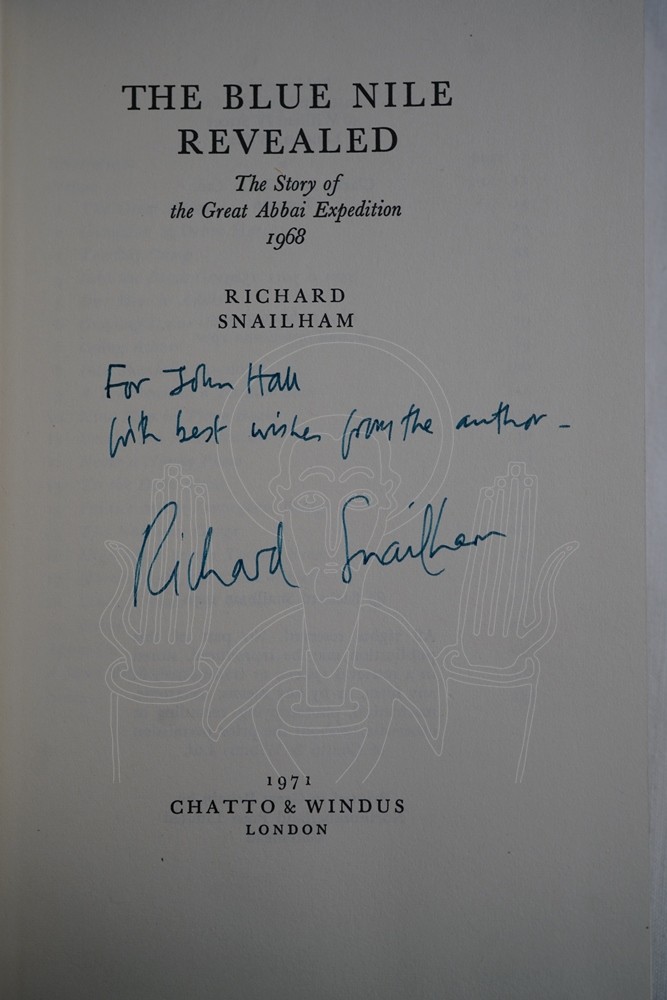 THE BLUE NILE
REVEALED
The Story of
the Great Abbai Expedition
1968
RICHARD
SNAILHAM
For John Hall
with best wishes from the author –
Richard Snailham
1971
CHATTO & WINDUS
LONDON